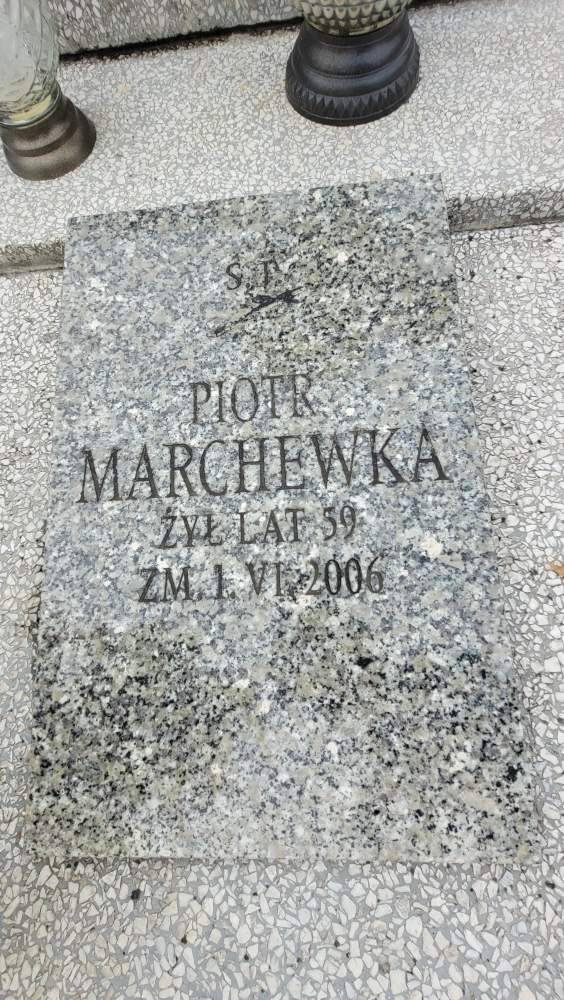 S T
PIOTR
MARCHEWKA
ŻYŁ LAT 59
ZM. 1. VI. 2006